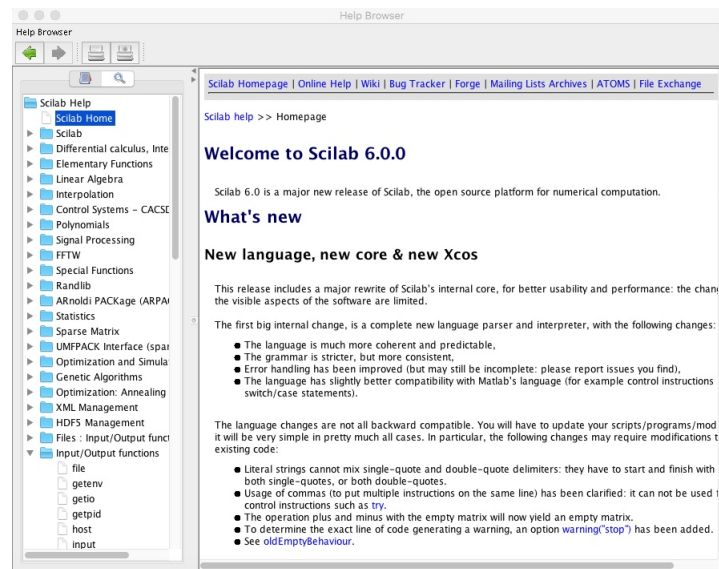 Help Browser
Help Browser
Scilab Help
Scilab Home
Scilab
Differential calculus, Inte
Elementary Functions
Linear Algebra
Interpolation
Control Systems - CACSD
Polynomials
Signal Processing
FFTW
Special Functions
Randlib
ARnoldi PACKage (ARPA
Statistics
Sparse Matrix
UMFPACK Interface (spar
Optimization and Simula
Genetic Algorithms
Optimization: Annealing
XML Management
HDF5 Management
Files : Input/Output funct
Input/Output functions
file
getenv
getio
getpid
host
input
Scilab Homepage | Online Help | Wiki | Bug Tracker | Forge | Mailing Lists Archives | ATOMS | File Exchange
Scilab help >> Homepage
Welcome to Scilab 6.0.0
Scilab 6.0 is a major new release of Scilab, the open source platform for numerical computation.
What's new
New language, new core & new Xcos
This release includes a major rewrite of Scilab's internal core, for better usability and performance: the chang
the visible aspects of the software are limited.
The first big internal change, is a complete new language parser and interpreter, with the following changes:
● The language is much more coherent and predictable,
● The grammar is stricter, but more consistent,
● Error handling has been improved (but may still be incomplete: please report issues you find),
● The language has slightly better compatibility with Matlab's language (for example control instructions
switch/case statements).
The language changes are not all backward compatible. You will have to update your scripts/programs/mod
it will be very simple in pretty much all cases. In particular, the following changes may require modifications t
existing code:
● Literal strings cannot mix single-quote and double-quote delimiters: they have to start and finish with
both single-quotes, or both double-quotes.
● Usage of commas (to put multiple instructions on the same line) has been clarified: it can not be used f
control instructions such as try.
● The operation plus and minus with the empty matrix will now yield an empty matrix.
● To determine the exact line of code generating a warning, an option warning("stop") has been added.
● See oldEmptyBehaviour.